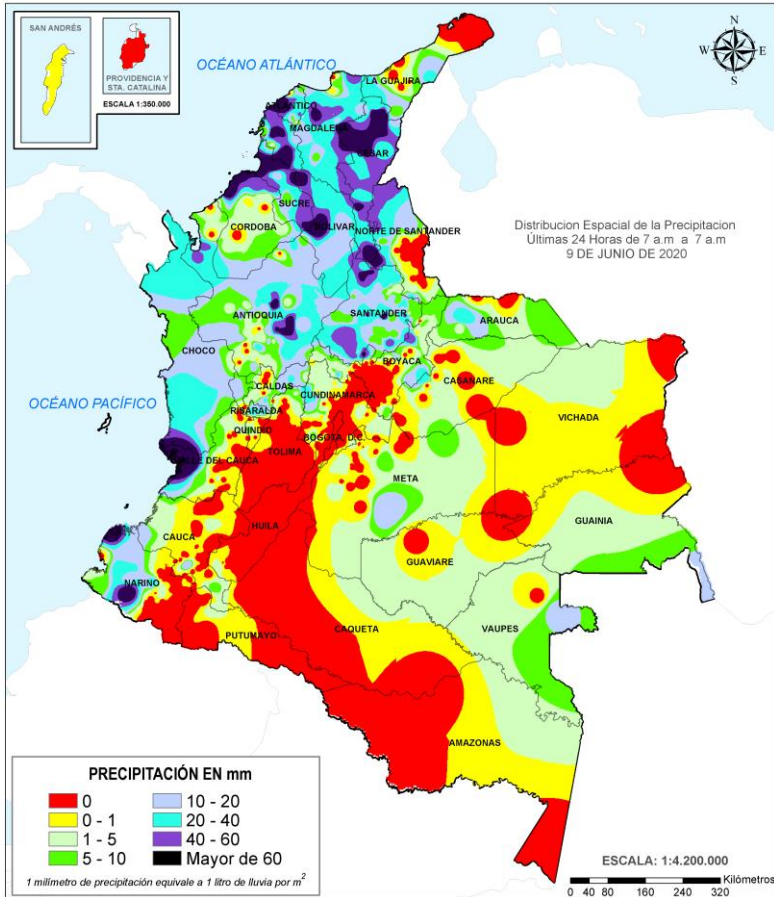 SAN ANDRÉS
PROVIDENCIA Y
STA. CATALINA
ESCALA 1:350.000
OCÉANO ATLÁNTICO
N
W
E
S
LA GUAJIRA
ATLANTICO
MAGDALENA
CESAR
SUCRE
CORDOBA
BOLIVAR
NORTE DE SANTANDER
Distribucion Espacial de la Precipitacion
Últimas 24 Horas de 7 a.m a 7 a.m
9 DE JUNIO DE 2020
ANTIOQUIA
SANTANDER
ARAUCA
CHOCO
BOYACA
CASANARE
CALDAS
CUNDINAMARCA
OCÉANO PACÍFICO
RISARALDA
VICHADA
QUINDIO
BOGOTA, D.C.
TOLIMA
VALLE DEL CAUCA
META
GUAINIA
CAUCA
HUILA
GUAVIARE
NARINO
PUTUMAYO
CAQUETA
VAUPES
AMAZONAS
PRECIPITACIÓN EN mm
0
10 - 20
0 - 1
20 - 40
1 - 5
40 - 60
5 - 10
Mayor de 60
1 milímetro de precipitación equivale a 1 litro de lluvia por m²
ESCALA: 1:4.200.000
Kilómetros
0 40 80 160 240 320